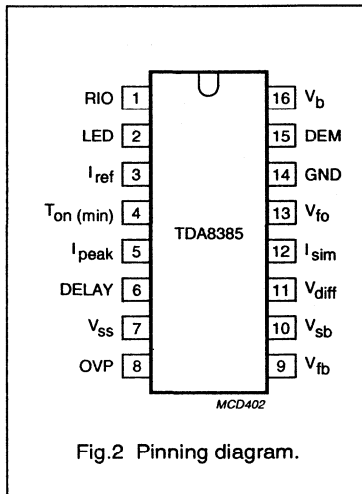 RIO 1 16 Vb
LED 2 15 DEM
Iref 3 14 GND
Ton (min) 4 13 Vfo
TDA8385
Ipeak 5 12 Isim
DELAY 6 11 Vdiff
Vss 7 10 Vsb
OVP 8 9 Vfb
MCD402
Fig.2 Pinning diagram.